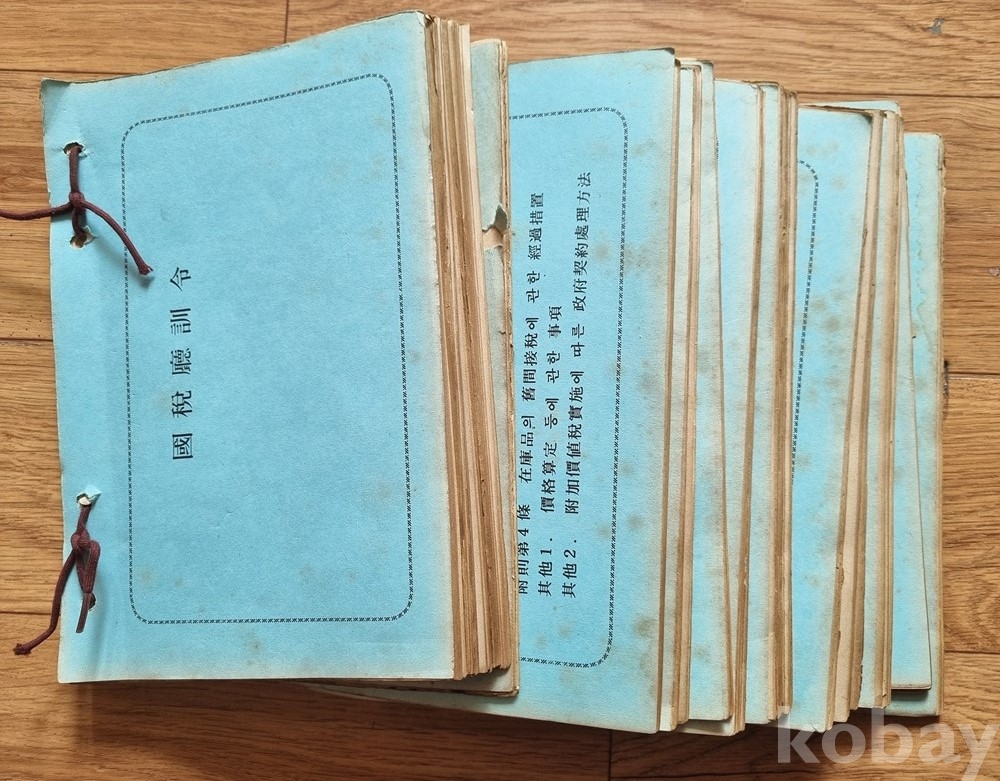 國稅廳訓令
附則第4條 在庫品의 舊間接稅에 관한 經過措置
其他1. 價格算定 등에 관한 事項
其他2. 附加價値稅實施에 따른 政府契約處理方法
kobay